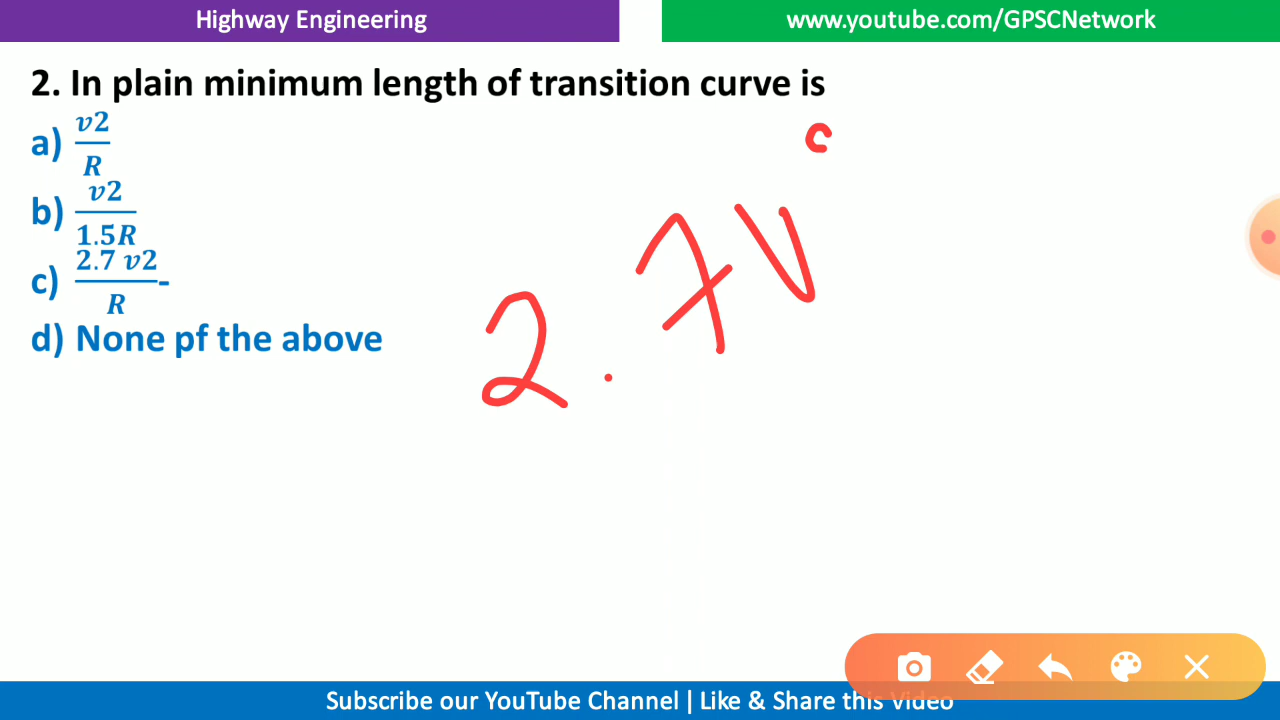 Highway Engineering
www.youtube.com/GPSCNetwork
2. In plain minimum length of transition curve is
a) v2/R
b) v2/1.5R
c) 2.7 v2/R-
d) None pf the above
2.7V
Subscribe our YouTube Channel | Like & Share this Video